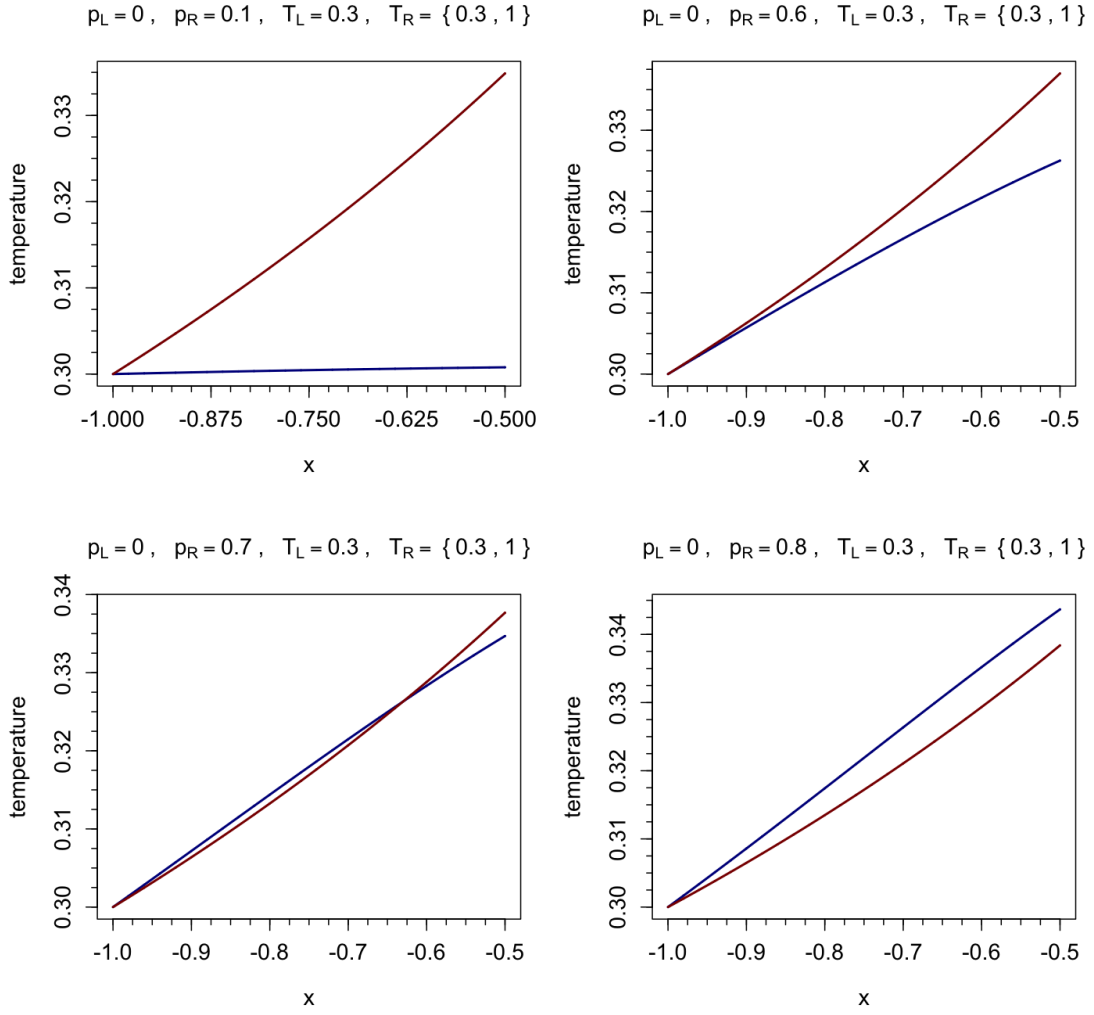 p_L = 0 ,   p_R = 0.1 ,   T_L = 0.3 ,   T_R = { 0.3 , 1 }
temperature
0.33
0.32
0.31
0.30
-1.000 -0.875 -0.750 -0.625 -0.500
x
p_L = 0 ,   p_R = 0.6 ,   T_L = 0.3 ,   T_R = { 0.3 , 1 }
temperature
0.33
0.32
0.31
0.30
-1.0 -0.9 -0.8 -0.7 -0.6 -0.5
x
p_L = 0 ,   p_R = 0.7 ,   T_L = 0.3 ,   T_R = { 0.3 , 1 }
temperature
0.34
0.33
0.32
0.31
0.30
-1.0 -0.9 -0.8 -0.7 -0.6 -0.5
x
p_L = 0 ,   p_R = 0.8 ,   T_L = 0.3 ,   T_R = { 0.3 , 1 }
temperature
0.34
0.33
0.32
0.31
0.30
-1.0 -0.9 -0.8 -0.7 -0.6 -0.5
x